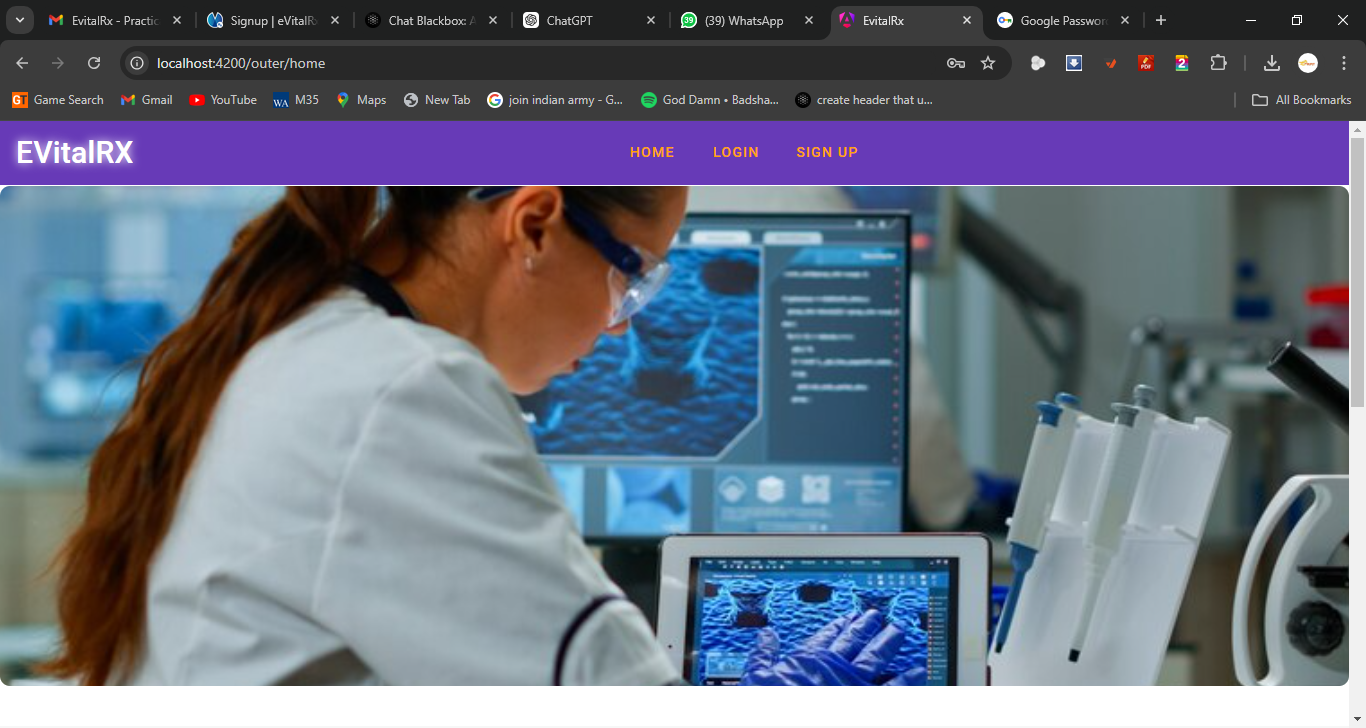 EvitalRx - Practic
Signup | eVitalR
Chat Blackbox: A
ChatGPT
(39) WhatsApp
EvitalRx
Google Passwor
localhost:4200/outer/home
Game Search
Gmail
YouTube
M35
Maps
New Tab
join indian army - G...
God Damn • Badsha...
create header that u...
All Bookmarks
EVitalRX
HOME
LOGIN
SIGN UP